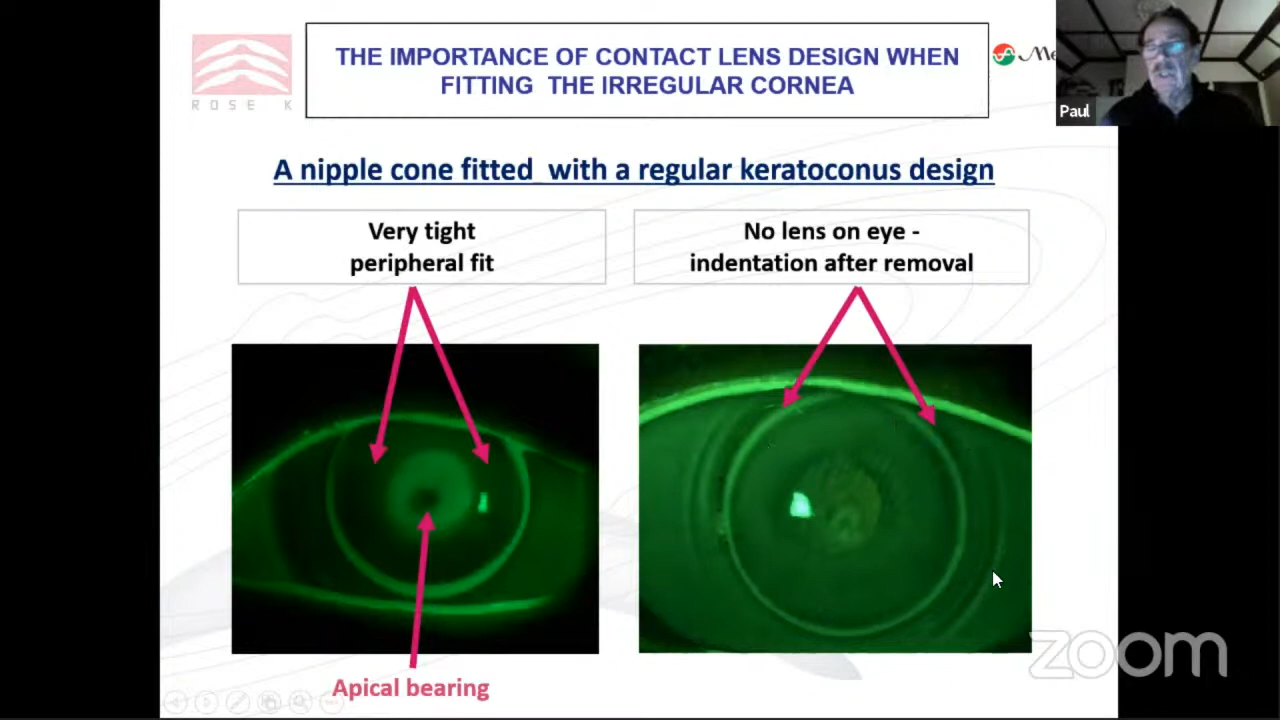 THE IMPORTANCE OF CONTACT LENS DESIGN WHEN
FITTING THE IRREGULAR CORNEA
ROSE K
Me
Paul
A nipple cone fitted with a regular keratoconus design
Very tight
peripheral fit
No lens on eye -
indentation after removal
Apical bearing
zoom